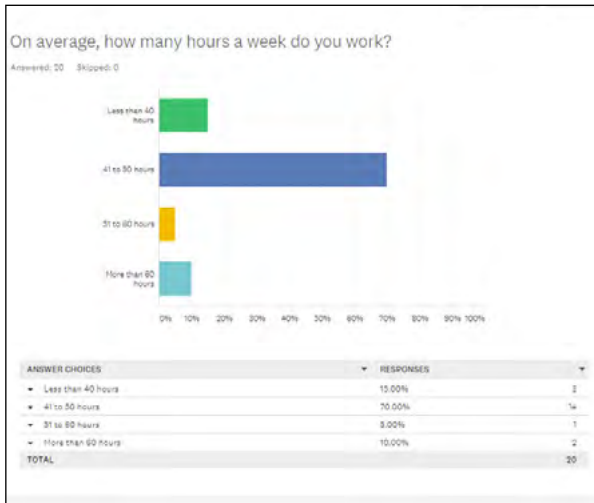 On average, how many hours a week do you work?
Answered: 20 Skipped: 0
Less than 40
hours
41 to 50 hours
51 to 60 hours
More than 60
hours
0% 10% 20% 30% 40% 50% 60% 70% 80% 90% 100%
ANSWER CHOICES RESPONSES
Less than 40 hours 15.00% 3
41 to 50 hours 70.00% 14
51 to 60 hours 5.00% 1
More than 60 hours 10.00% 2
TOTAL 20